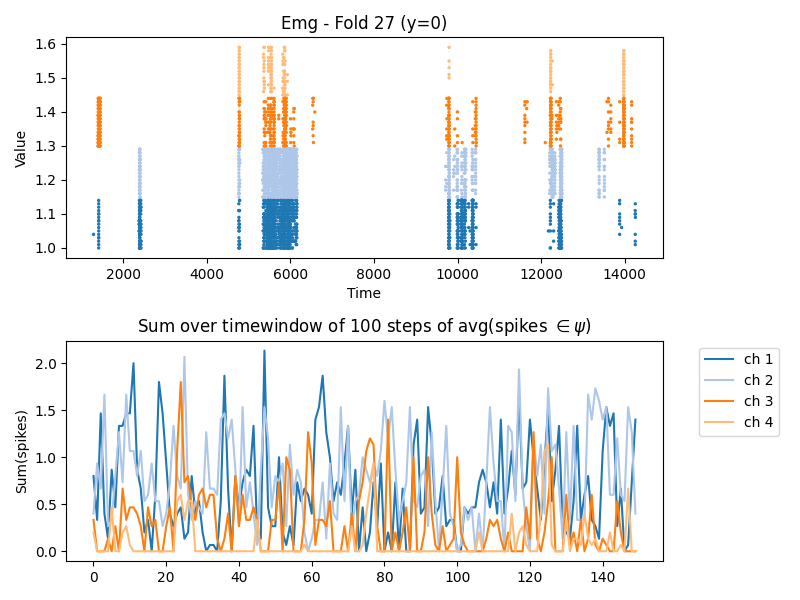 Emg - Fold 27 (y=0)
1.6
1.5
1.4
1.3
1.2
1.1
1.0
Value
2000 4000 6000 8000 10000 12000 14000
Time
Sum over timewindow of 100 steps of avg(spikes ∈ ψ)
2.0
1.5
1.0
0.5
0.0
Sum(spikes)
0 20 40 60 80 100 120 140
ch 1
ch 2
ch 3
ch 4